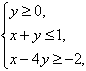 y ≥ 0,
x + y ≤ 1,
x − 4y ≥ −2,